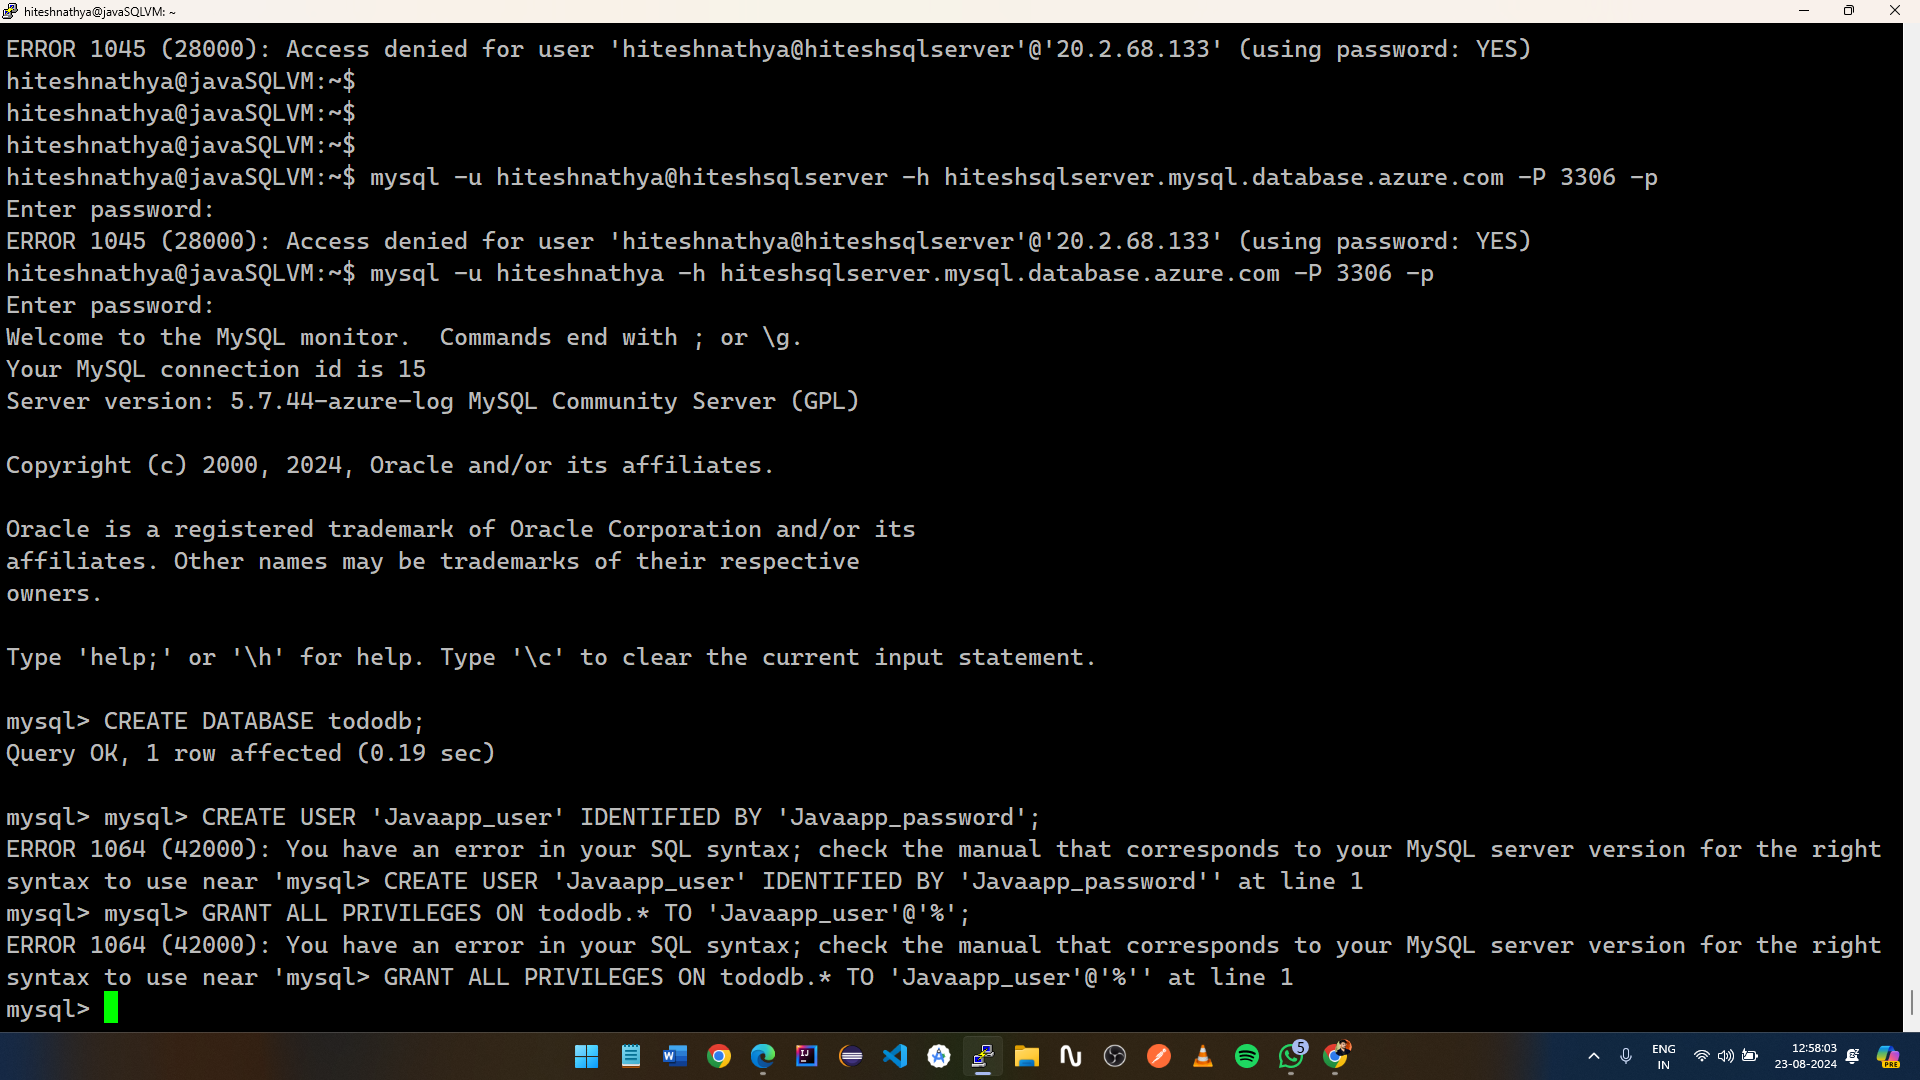 hiteshnathya@javaSQLVM: ~
ERROR 1045 (28000): Access denied for user 'hiteshnathya@hiteshsqlserver'@'20.2.68.133' (using password: YES)
hiteshnathya@javaSQLVM:~$
hiteshnathya@javaSQLVM:~$
hiteshnathya@javaSQLVM:~$
hiteshnathya@javaSQLVM:~$ mysql -u hiteshnathya@hiteshsqlserver -h hiteshsqlserver.mysql.database.azure.com -P 3306 -p
Enter password:
ERROR 1045 (28000): Access denied for user 'hiteshnathya@hiteshsqlserver'@'20.2.68.133' (using password: YES)
hiteshnathya@javaSQLVM:~$ mysql -u hiteshnathya -h hiteshsqlserver.mysql.database.azure.com -P 3306 -p
Enter password:
Welcome to the MySQL monitor.  Commands end with ; or \g.
Your MySQL connection id is 15
Server version: 5.7.44-azure-log MySQL Community Server (GPL)
Copyright (c) 2000, 2024, Oracle and/or its affiliates.
Oracle is a registered trademark of Oracle Corporation and/or its
affiliates. Other names may be trademarks of their respective
owners.
Type 'help;' or '\h' for help. Type '\c' to clear the current input statement.
mysql> CREATE DATABASE tododb;
Query OK, 1 row affected (0.19 sec)
mysql> mysql> CREATE USER 'Javaapp_user' IDENTIFIED BY 'Javaapp_password';
ERROR 1064 (42000): You have an error in your SQL syntax; check the manual that corresponds to your MySQL server version for the right
syntax to use near 'mysql> CREATE USER 'Javaapp_user' IDENTIFIED BY 'Javaapp_password'' at line 1
mysql> mysql> GRANT ALL PRIVILEGES ON tododb.* TO 'Javaapp_user'@'%';
ERROR 1064 (42000): You have an error in your SQL syntax; check the manual that corresponds to your MySQL server version for the right
syntax to use near 'mysql> GRANT ALL PRIVILEGES ON tododb.* TO 'Javaapp_user'@'%'' at line 1
mysql>
5
ENG
IN
12:58:03
23-08-2024
PRE